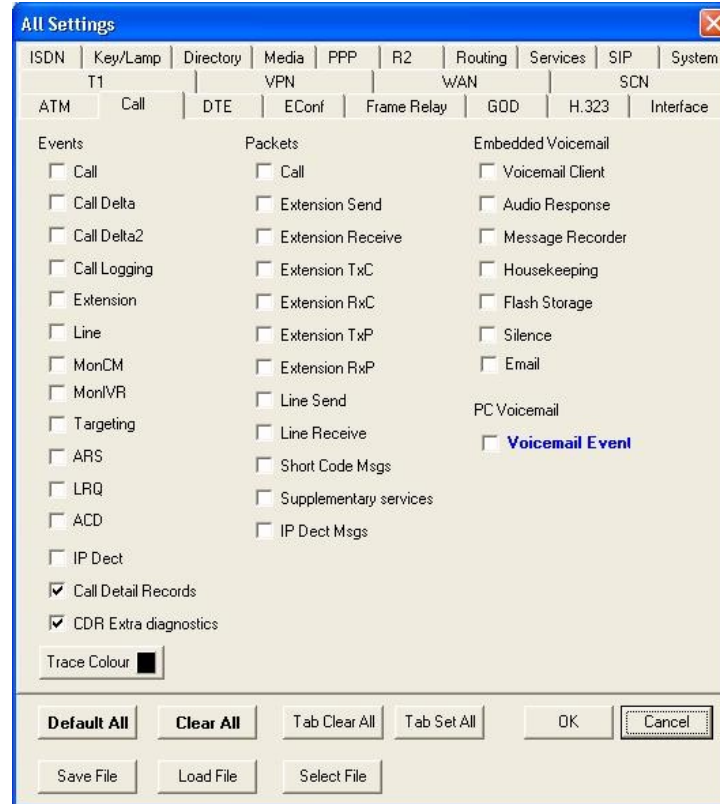 All Settings
ISDN Key/Lamp Directory Media PPP R2 Routing Services SIP System
T1 VPN WAN SCN
ATM Call DTE EConf Frame Relay GOD H.323 Interface
Events
Call
Call Delta
Call Delta2
Call Logging
Extension
Line
MonCM
MonIVR
Targeting
ARS
LRQ
ACD
IP Dect
Call Detail Records
CDR Extra diagnostics
Trace Colour
Packets
Call
Extension Send
Extension Receive
Extension TxC
Extension RxC
Extension TxP
Extension RxP
Line Send
Line Receive
Short Code Msgs
Supplementary services
IP Dect Msgs
Embedded Voicemail
Voicemail Client
Audio Response
Message Recorder
Housekeeping
Flash Storage
Silence
Email
PC Voicemail
Voicemail Event
Default All Clear All Tab Clear All Tab Set All OK Cancel
Save File Load File Select File